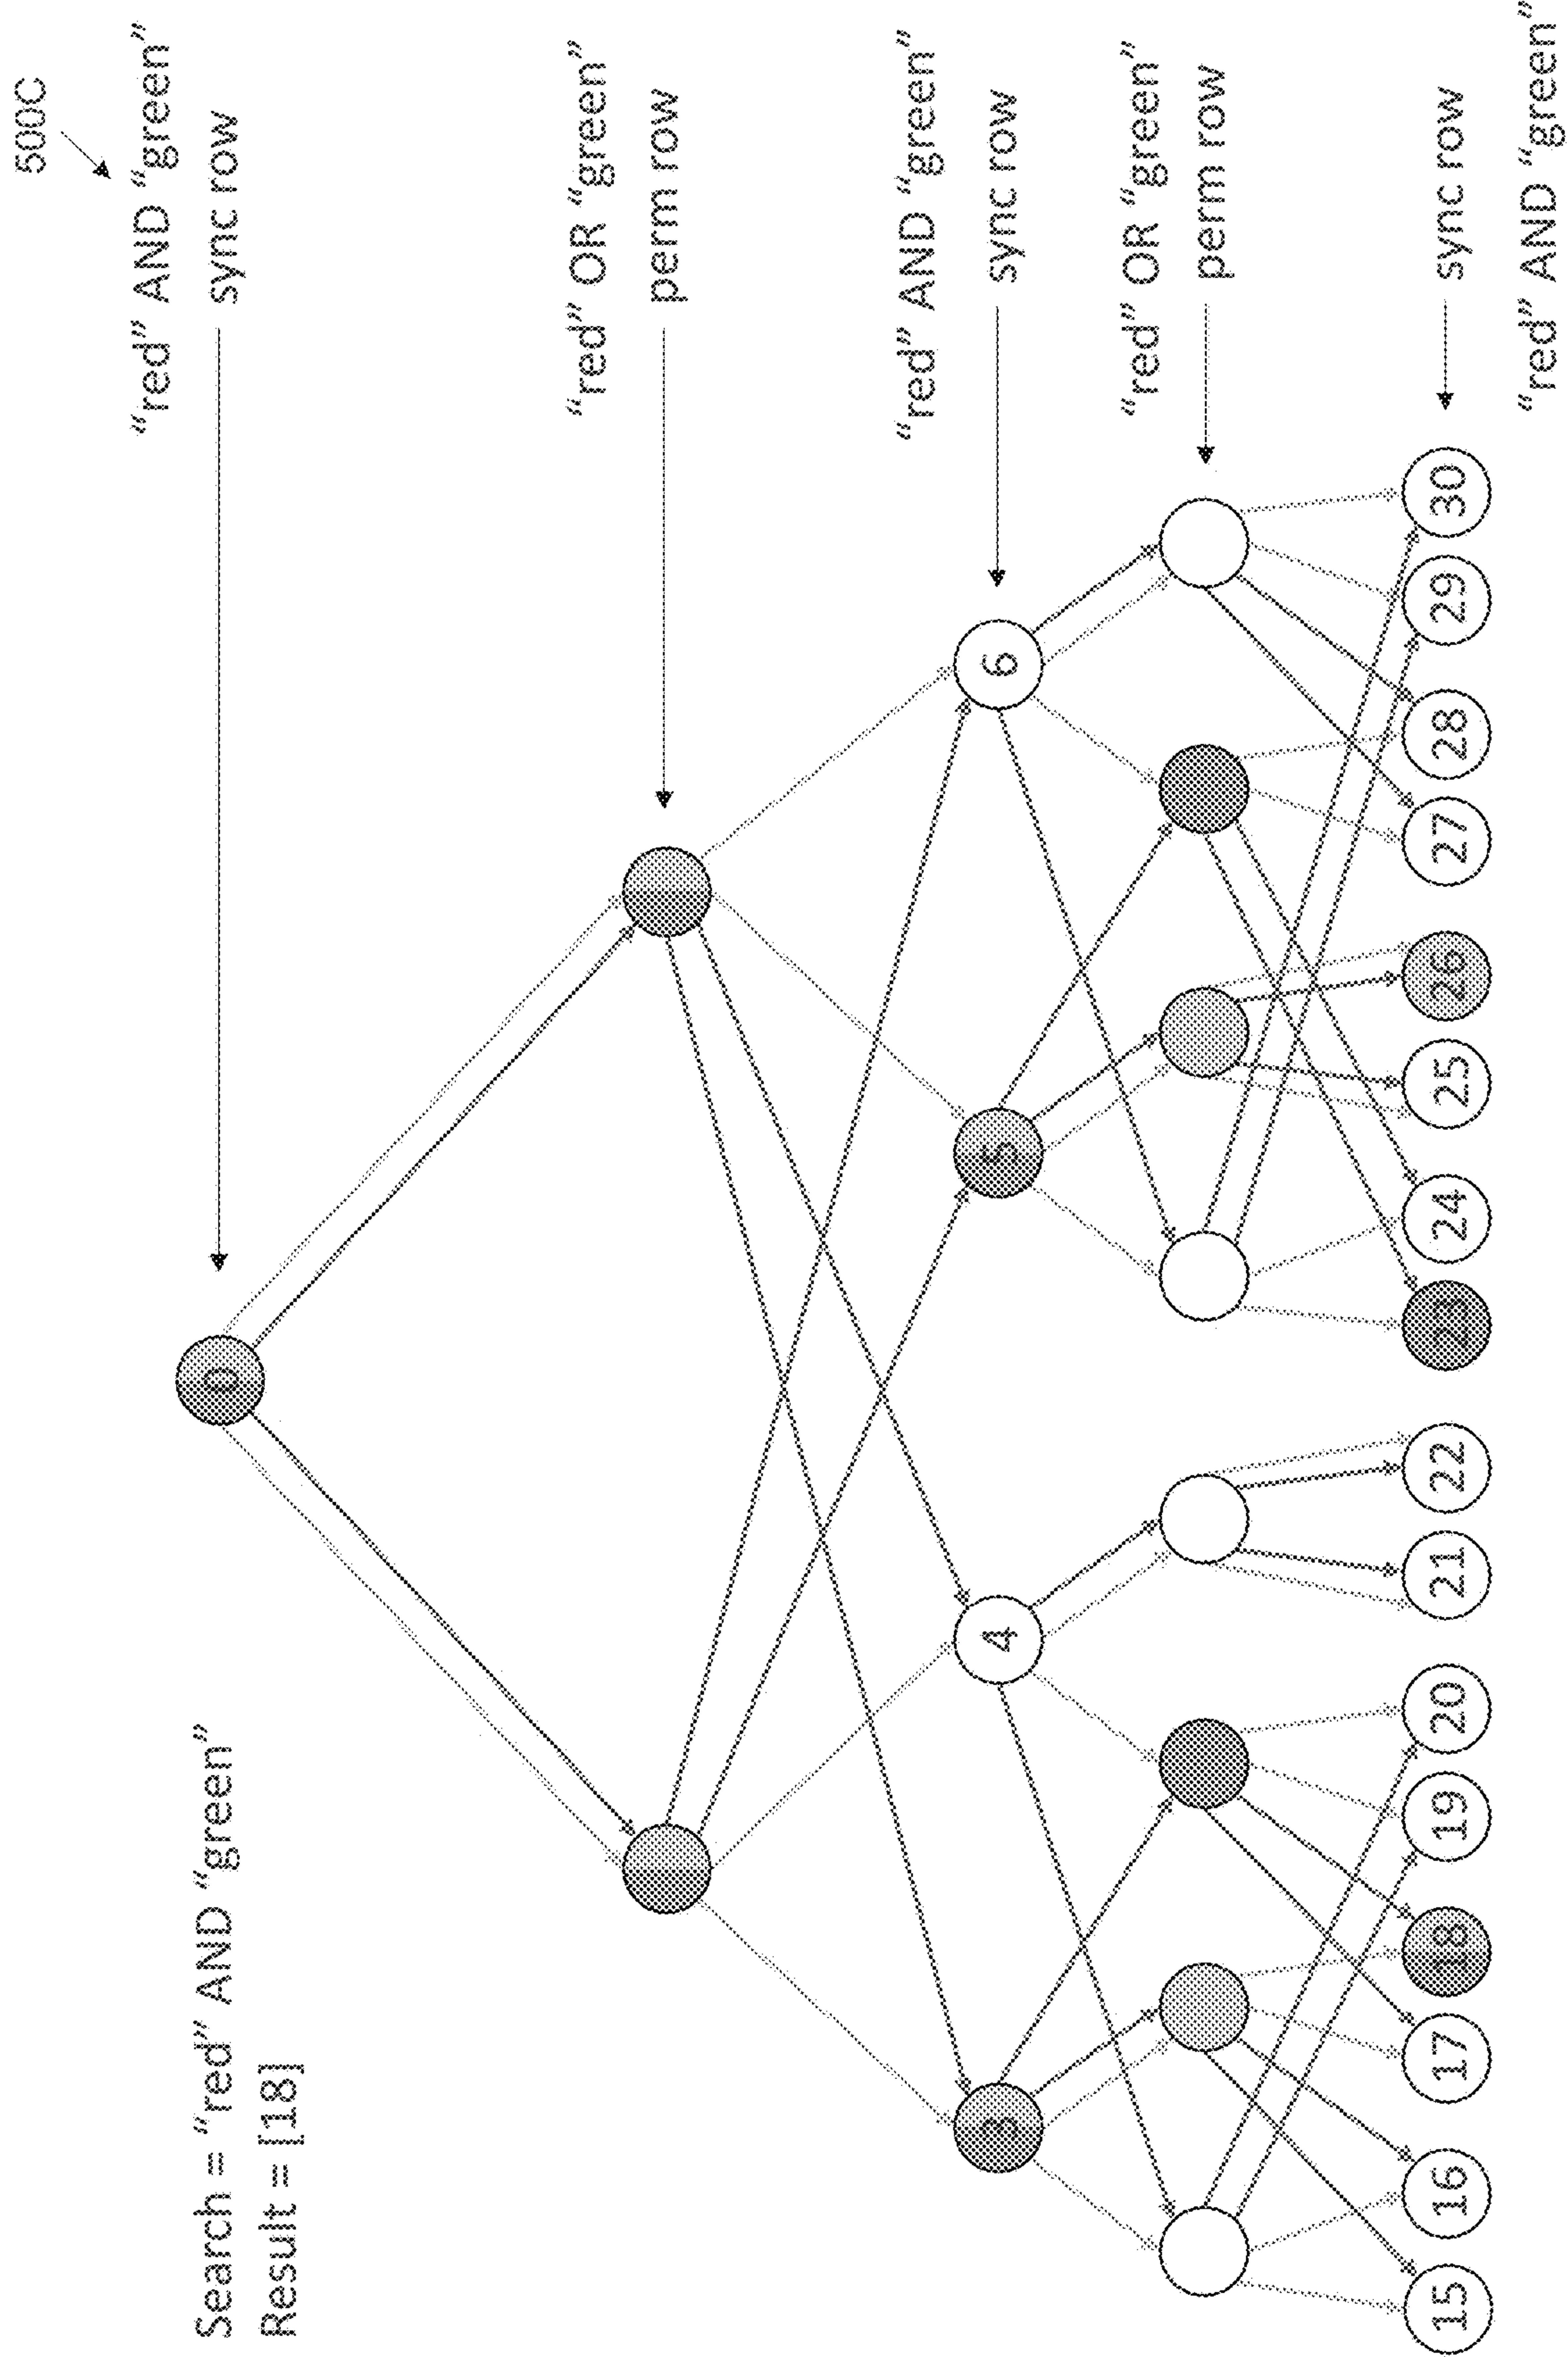 500C
"red" AND "green"
sync row
Search = "red" AND "green"
Result = [18]
0
"red" OR "green"
perm row
"red" AND "green"
sync row
3
4
5
6
"red" OR "green"
perm row
15 16 17 18 19 20 21 22 23 24 25 26 27 28 29 30
sync row
"red" AND "green"